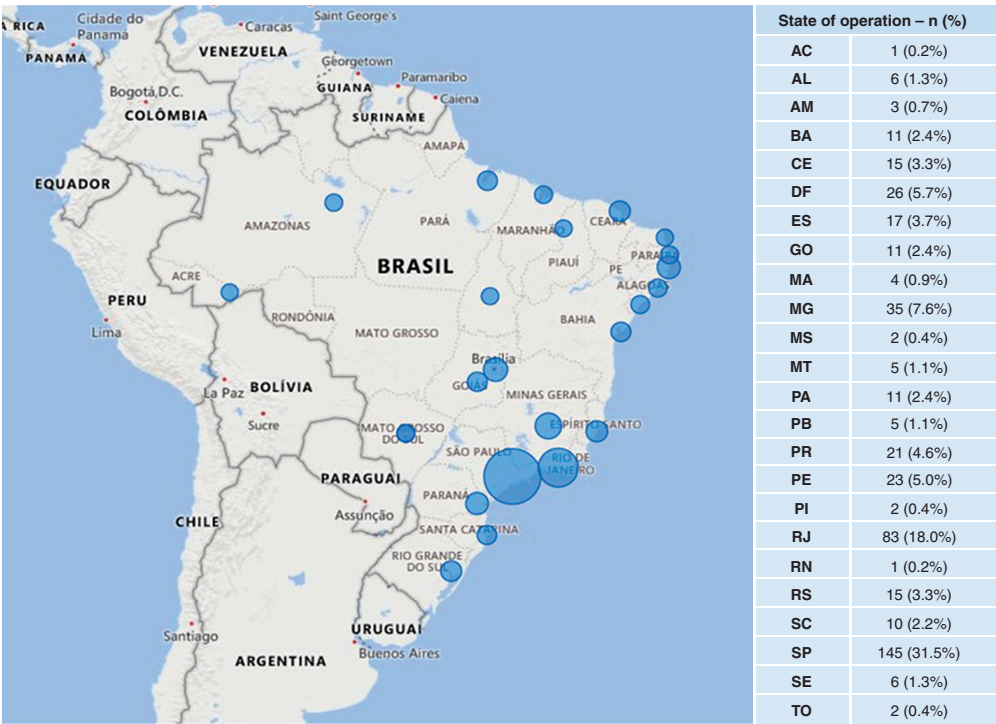 Cidade do
Panamá
Saint George's
A RICA
Caracas
PANAMÁ
VENEZUELA
Georgetown
Paramaribo
GUIANA
Bogotá,D.C.
Caiena
COLÔMBIA
SURINAME
AMAPÁ
EQUADOR
AMAZONAS
PARÁ
MARANHÃO
CEARÁ
PARAÍBA
BRASIL
PIAUÍ
PE
ACRE
ALAGOAS
PERU
RONDÔNIA
BAHIA
Lima
MATO GROSSO
Brasília
La Paz
BOLÍVIA
GOIÁS
MINAS GERAIS
Sucre
MATO GROSSO
DO SUL
ESPÍRITO SANTO
SÃO PAULO
RIO DE
JANEIRO
PARAGUAI
PARANÁ
Assunção
CHILE
SANTA CATARINA
RIO GRANDE
DO SUL
Santiago
URUGUAI
Buenos Aires
ARGENTINA
State of operation – n (%)
AC 1 (0.2%)
AL 6 (1.3%)
AM 3 (0.7%)
BA 11 (2.4%)
CE 15 (3.3%)
DF 26 (5.7%)
ES 17 (3.7%)
GO 11 (2.4%)
MA 4 (0.9%)
MG 35 (7.6%)
MS 2 (0.4%)
MT 5 (1.1%)
PA 11 (2.4%)
PB 5 (1.1%)
PR 21 (4.6%)
PE 23 (5.0%)
PI 2 (0.4%)
RJ 83 (18.0%)
RN 1 (0.2%)
RS 15 (3.3%)
SC 10 (2.2%)
SP 145 (31.5%)
SE 6 (1.3%)
TO 2 (0.4%)